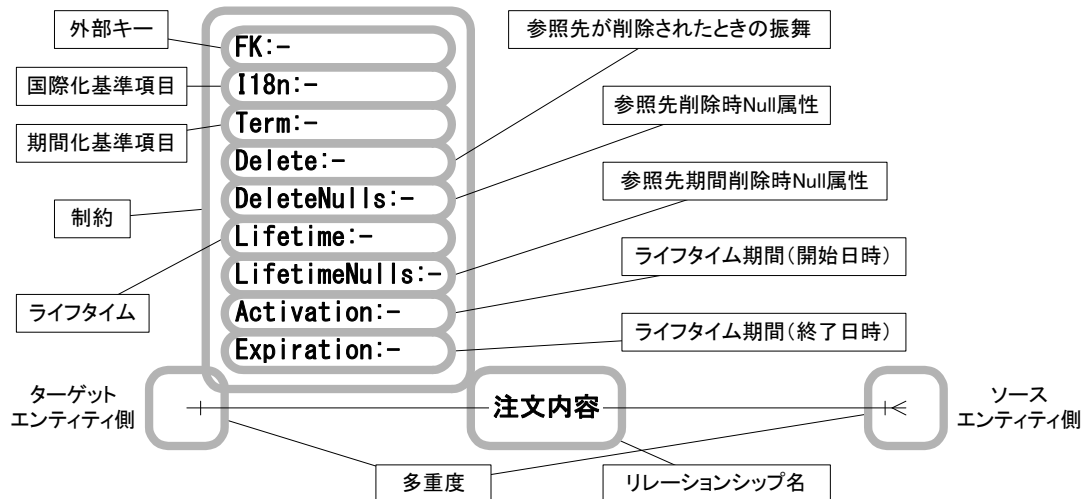 外部キー
国際化基準項目
期間化基準項目
制約
ライフタイム
FK:-
I18n:-
Term:-
Delete:-
DeleteNulls:-
Lifetime:-
LifetimeNulls:-
Activation:-
Expiration:-
参照先が削除されたときの振舞
参照先削除時Null属性
参照先期間削除時Null属性
ライフタイム期間(開始日時)
ライフタイム期間(終了日時)
ターゲット
エンティティ側
注文内容
ソース
エンティティ側
多重度
リレーションシップ名